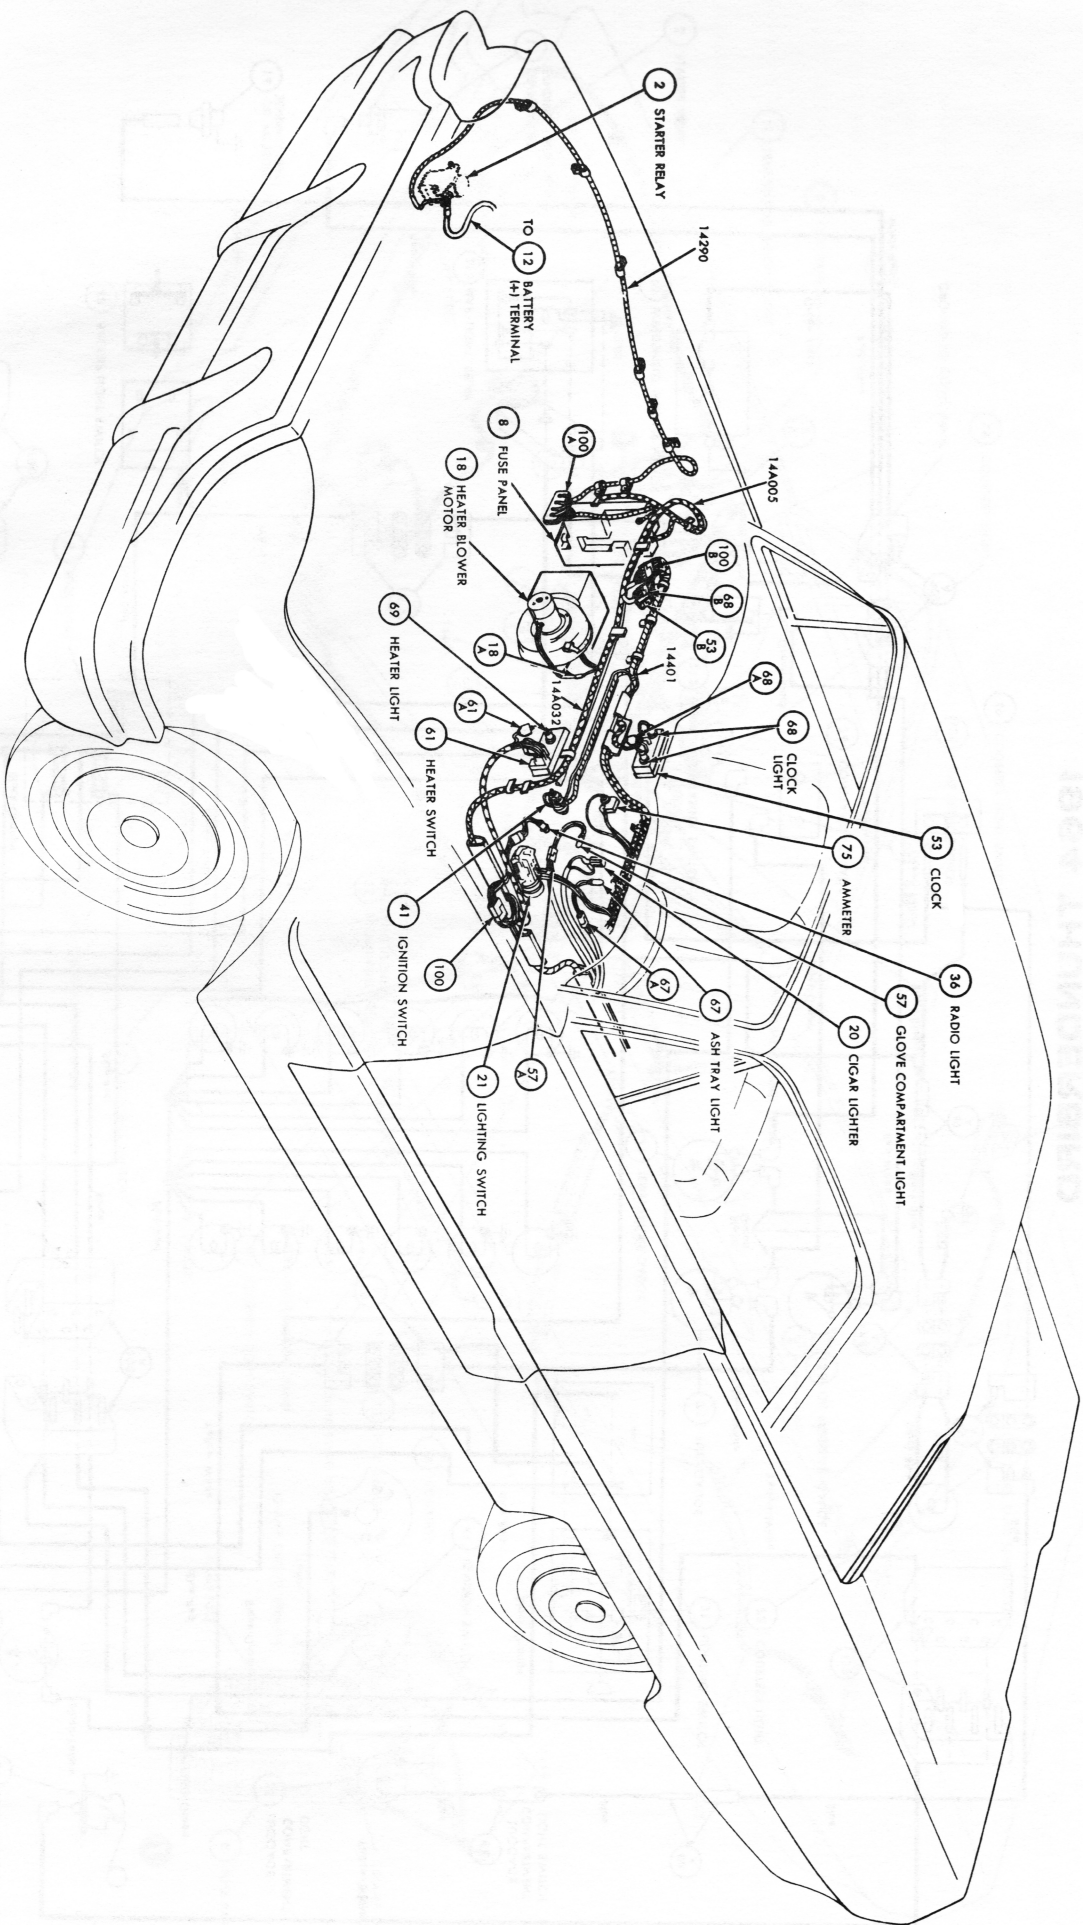 2 STARTER RELAY
TO 12 BATTERY
(+) TERMINAL
14290
8 FUSE PANEL
100
A
18 HEATER BLOWER
MOTOR
14A005
100
B
68
B
53
B
14401
18
A
14A032
69 HEATER LIGHT
61
A
61 HEATER SWITCH
68
A
68 CLOCK
LIGHT
53 CLOCK
75 AMMETER
41 IGNITION SWITCH
100
36 RADIO LIGHT
57 GLOVE COMPARTMENT LIGHT
20 CIGAR LIGHTER
67 ASH TRAY LIGHT
67
A
57
A
21 LIGHTING SWITCH